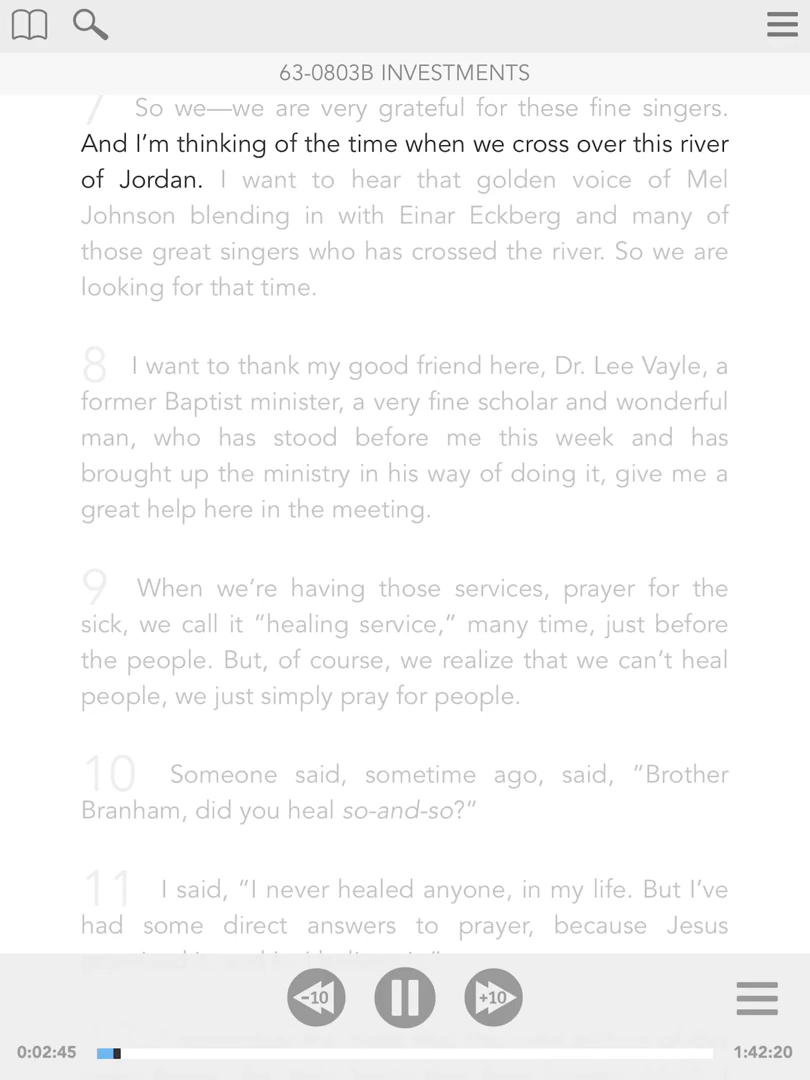 63-0803B INVESTMENTS
7 So we—we are very grateful for these fine singers.
And I’m thinking of the time when we cross over this river
of Jordan. I want to hear that golden voice of Mel
Johnson blending in with Einar Eckberg and many of
those great singers who has crossed the river. So we are
looking for that time.
8 I want to thank my good friend here, Dr. Lee Vayle, a
former Baptist minister, a very fine scholar and wonderful
man, who has stood before me this week and has
brought up the ministry in his way of doing it, give me a
great help here in the meeting.
9 When we’re having those services, prayer for the
sick, we call it “healing service,” many time, just before
the people. But, of course, we realize that we can’t heal
people, we just simply pray for people.
10 Someone said, sometime ago, said, “Brother
Branham, did you heal so-and-so?”
11 I said, “I never healed anyone, in my life. But I’ve
had some direct answers to prayer, because Jesus
-10 +10
0:02:45 1:42:20